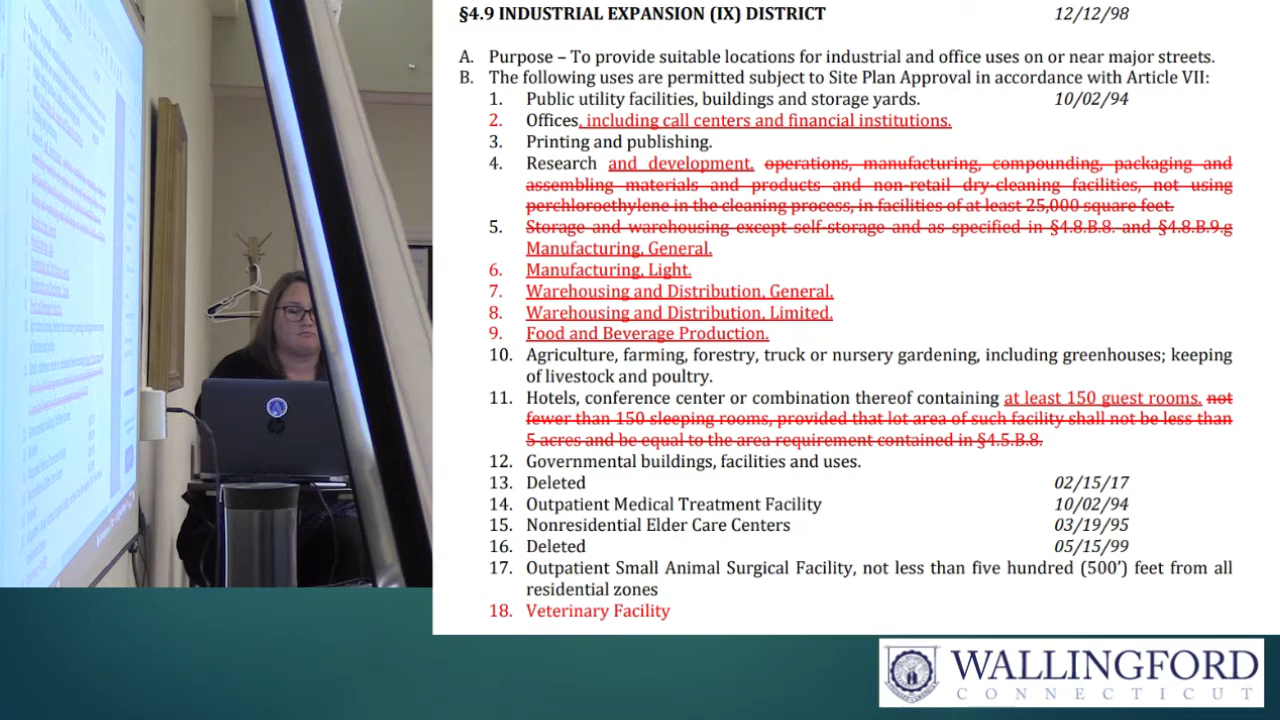 §4.9 INDUSTRIAL EXPANSION (IX) DISTRICT 12/12/98
A. Purpose – To provide suitable locations for industrial and office uses on or near major streets.
B. The following uses are permitted subject to Site Plan Approval in accordance with Article VII:
1. Public utility facilities, buildings and storage yards. 10/02/94
2. Offices, including call centers and financial institutions.
3. Printing and publishing.
4. Research and development. operations, manufacturing, compounding, packaging and
assembling materials and products and non-retail dry-cleaning facilities, not using
perchloroethylene in the cleaning process, in facilities of at least 25,000 square feet.
5. Storage and warehousing except self-storage and as specified in §4.8.B.8. and §4.8.B.9.g
Manufacturing, General.
6. Manufacturing, Light.
7. Warehousing and Distribution, General.
8. Warehousing and Distribution, Limited.
9. Food and Beverage Production.
10. Agriculture, farming, forestry, truck or nursery gardening, including greenhouses; keeping
of livestock and poultry.
11. Hotels, conference center or combination thereof containing at least 150 guest rooms. not
fewer than 150 sleeping rooms, provided that lot area of such facility shall not be less than
5 acres and be equal to the area requirement contained in §4.5.B.8.
12. Governmental buildings, facilities and uses.
13. Deleted 02/15/17
14. Outpatient Medical Treatment Facility 10/02/94
15. Nonresidential Elder Care Centers 03/19/95
16. Deleted 05/15/99
17. Outpatient Small Animal Surgical Facility, not less than five hundred (500’) feet from all
residential zones
18. Veterinary Facility
WALLINGFORD
CONNECTICUT